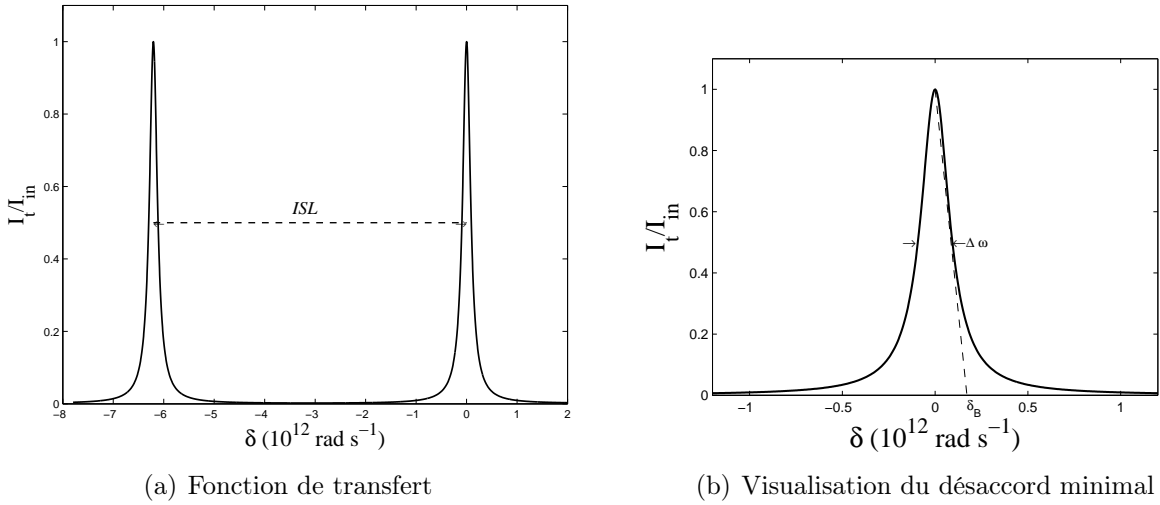 1
0.8
0.6
0.4
0.2
0
I_t/I_in
ISL
−8 −7 −6 −5 −4 −3 −2 −1 0 1 2
δ (10^12 rad s^−1)
(a) Fonction de transfert
1
0.8
0.6
0.4
0.2
0
I_t/I_in
Δ ω
−1 −0.5 0 δ_B 0.5 1
δ (10^12 rad s^−1)
(b) Visualisation du désaccord minimal